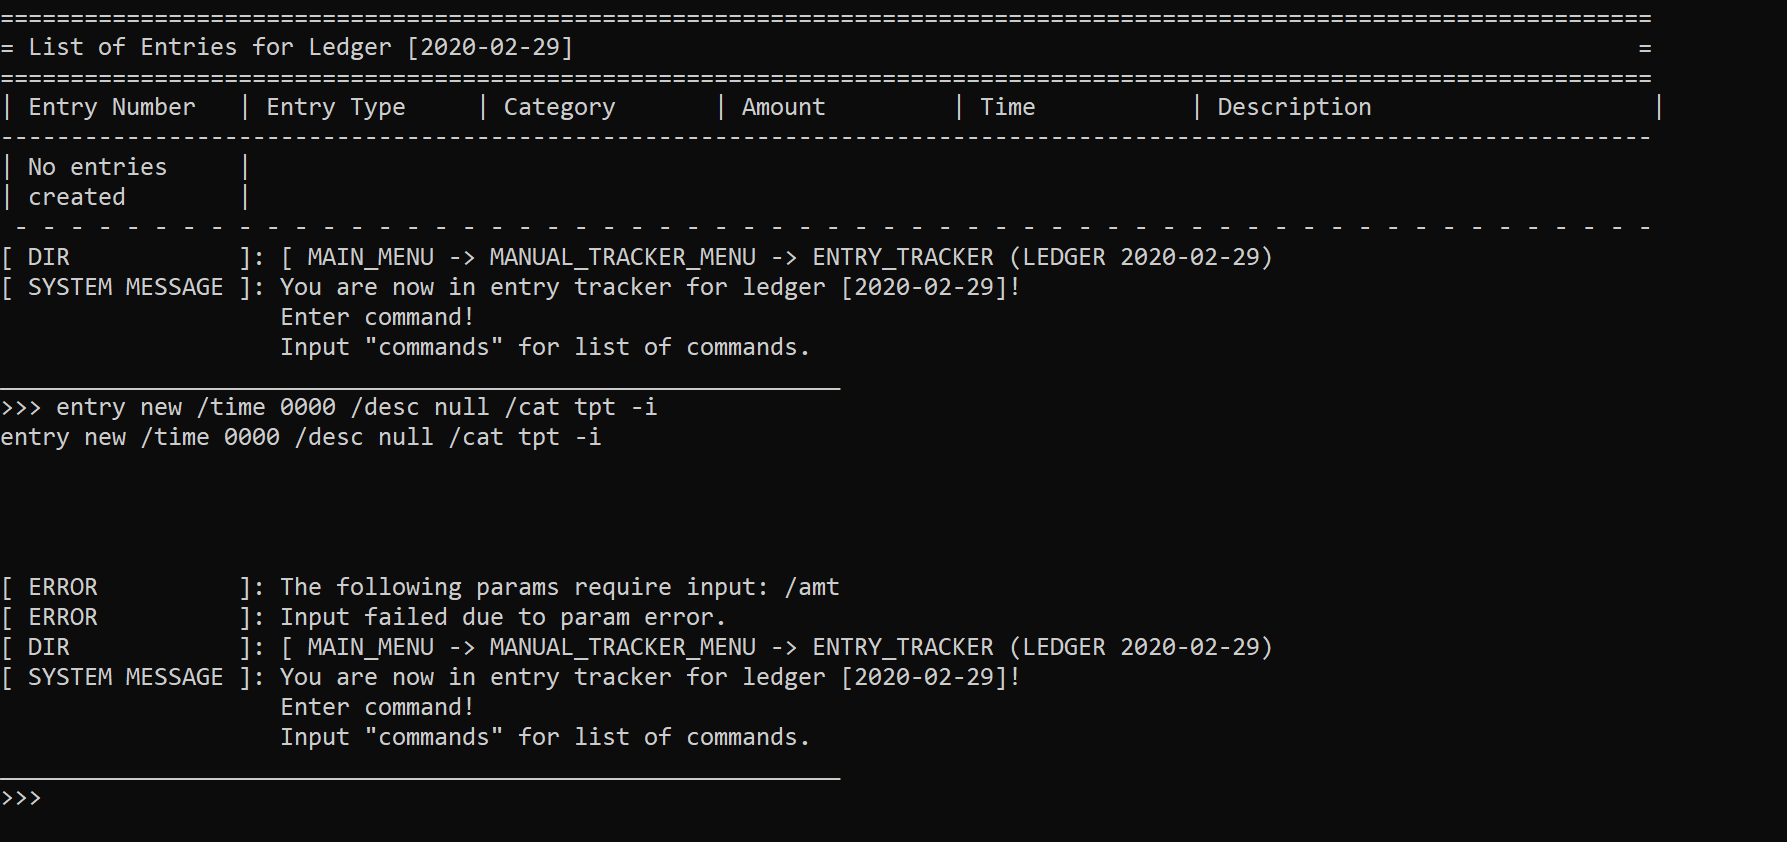 ======================================================================================================================
= List of Entries for Ledger [2020-02-29]                                                                            =
======================================================================================================================
| Entry Number   | Entry Type     | Category       | Amount         | Time           | Description                    |
----------------------------------------------------------------------------------------------------------------------
| No entries     |
| created        |
 - - - - - - - - - - - - - - - - - - - - - - - - - - - - - - - - - - - - - - - - - - - - - - - - - - - - - - - - - - -
[ DIR            ]: [ MAIN_MENU -> MANUAL_TRACKER_MENU -> ENTRY_TRACKER (LEDGER 2020-02-29)
[ SYSTEM MESSAGE ]: You are now in entry tracker for ledger [2020-02-29]!
                    Enter command!
                    Input "commands" for list of commands.
____________________________________________________________
>>> entry new /time 0000 /desc null /cat tpt -i
entry new /time 0000 /desc null /cat tpt -i
[ ERROR          ]: The following params require input: /amt
[ ERROR          ]: Input failed due to param error.
[ DIR            ]: [ MAIN_MENU -> MANUAL_TRACKER_MENU -> ENTRY_TRACKER (LEDGER 2020-02-29)
[ SYSTEM MESSAGE ]: You are now in entry tracker for ledger [2020-02-29]!
                    Enter command!
                    Input "commands" for list of commands.
____________________________________________________________
>>>